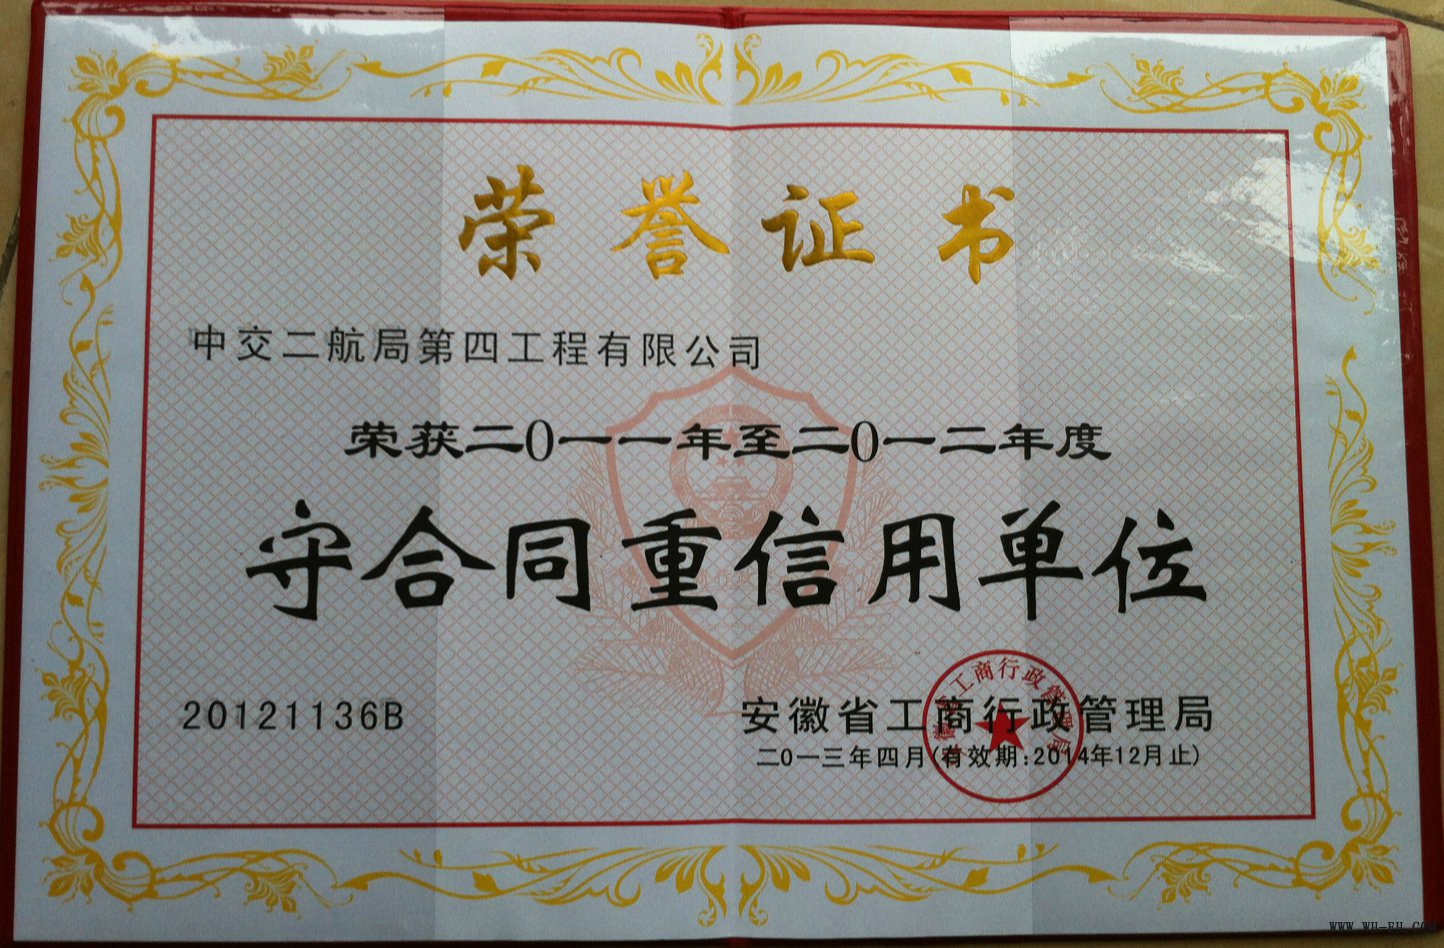 荣誉证书
中交二航局第四工程有限公司
荣获二0一一年至二0一二年度
守合同重信用单位
20121136B
安徽省工商行政管理局
二0一三年四月(有效期:2014年12月止)